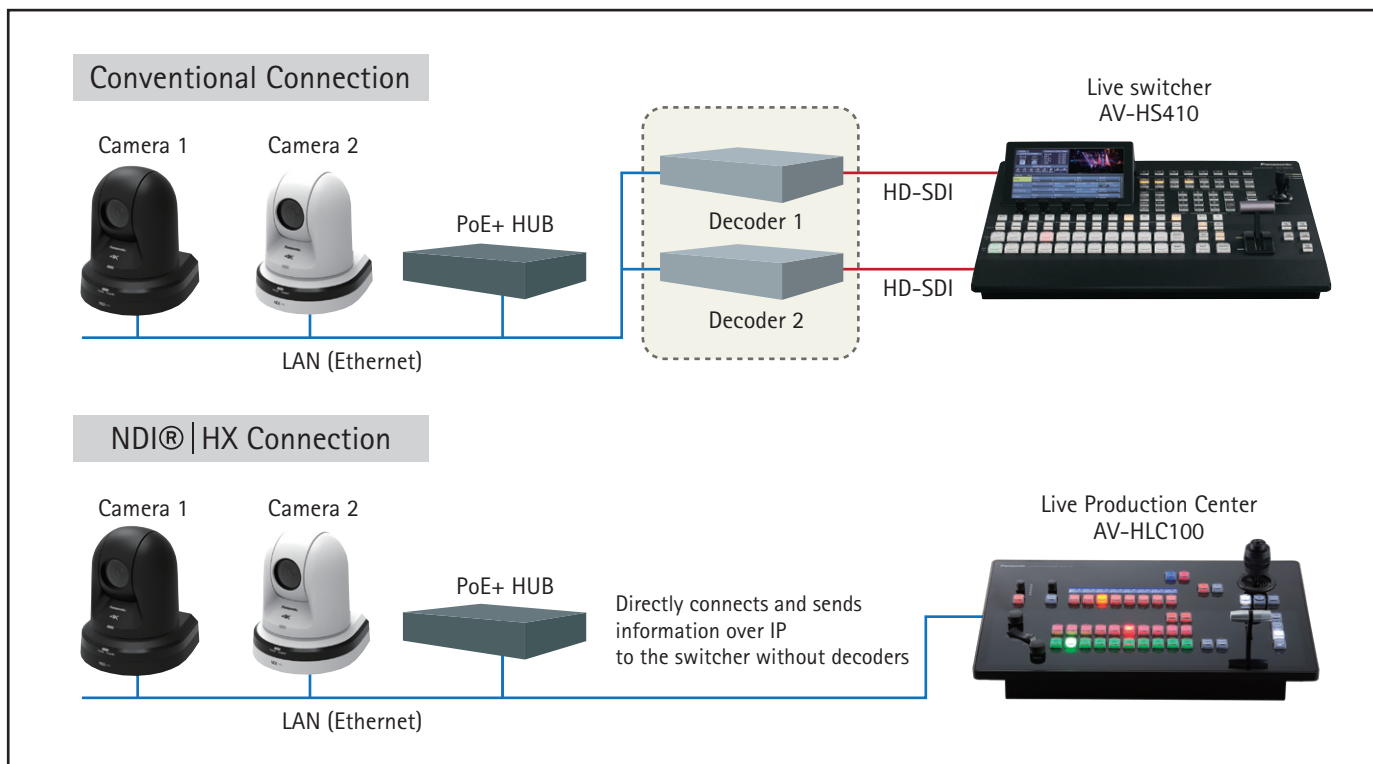 Conventional Connection
Camera 1
Camera 2
PoE+ HUB
LAN (Ethernet)
Decoder 1
Decoder 2
HD-SDI
HD-SDI
Live switcher
AV-HS410
Panasonic
NDI®|HX Connection
Camera 1
Camera 2
PoE+ HUB
LAN (Ethernet)
Directly connects and sends
information over IP
to the switcher without decoders
Live Production Center
AV-HLC100